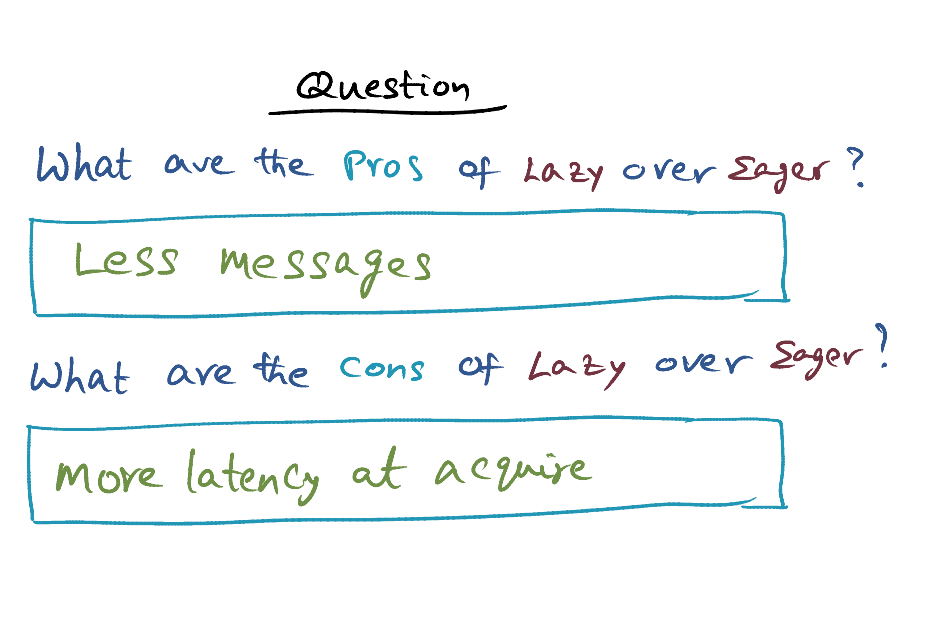 Question
What are the Pros of Lazy over Eager?
Less messages
What are the Cons of Lazy over Eager?
More latency at acquire